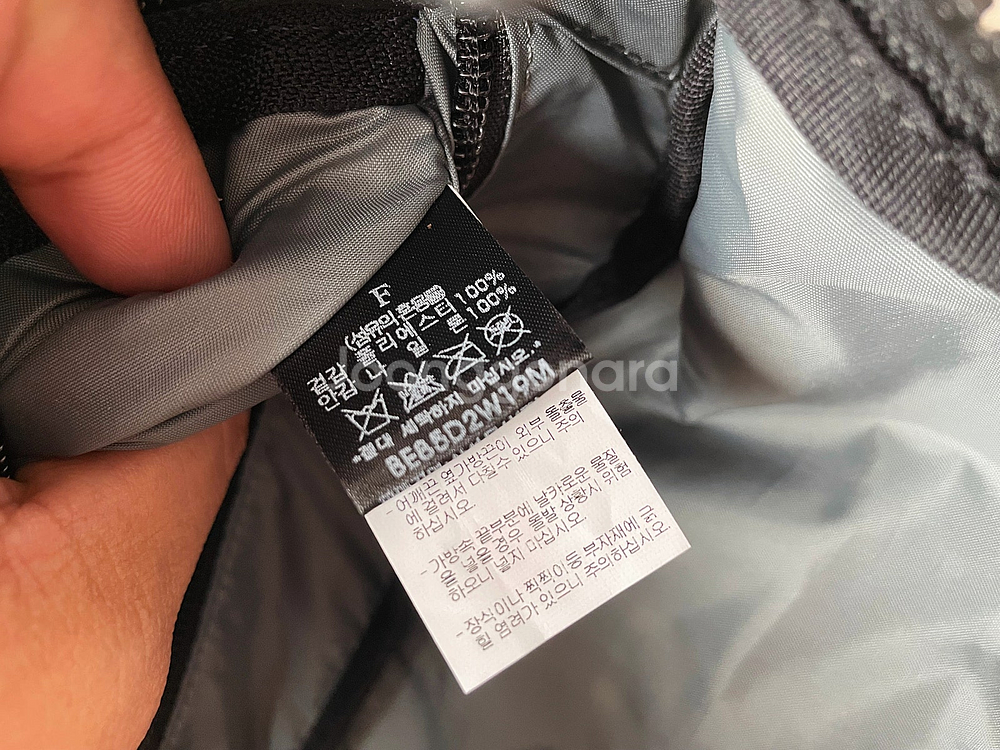 F
(섬유의 혼용률)
겉감 폴리에스터 100%
안감 나 일 론 100%
"절대 세탁하지 마십시오."
BE85D2W19M
- 어깨끈 옆가방끈이 외부 돌출물
에 걸려서 다칠수 있으니 주의
하십시오
- 가방속 끝부분에 날카로운 물질
을 넣을 경우 돌발 상황시 위험
하오니 넣지 마십시오
- 장식이나 찍찍이등 부자재에 긁
힐 염려가 있으니 주의하십시오